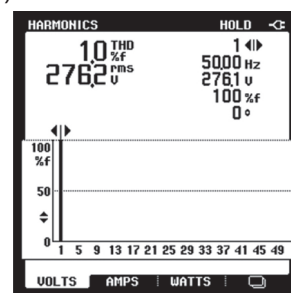 )
HARMONICS HOLD
1.0 THD %f
276.2 rms V
1
50.00 Hz
276.1 V
100 %f
0 °
100
%f
50
0
1 5 9 13 17 21 25 29 33 37 41 45 49
VOLTS AMPS WATTS